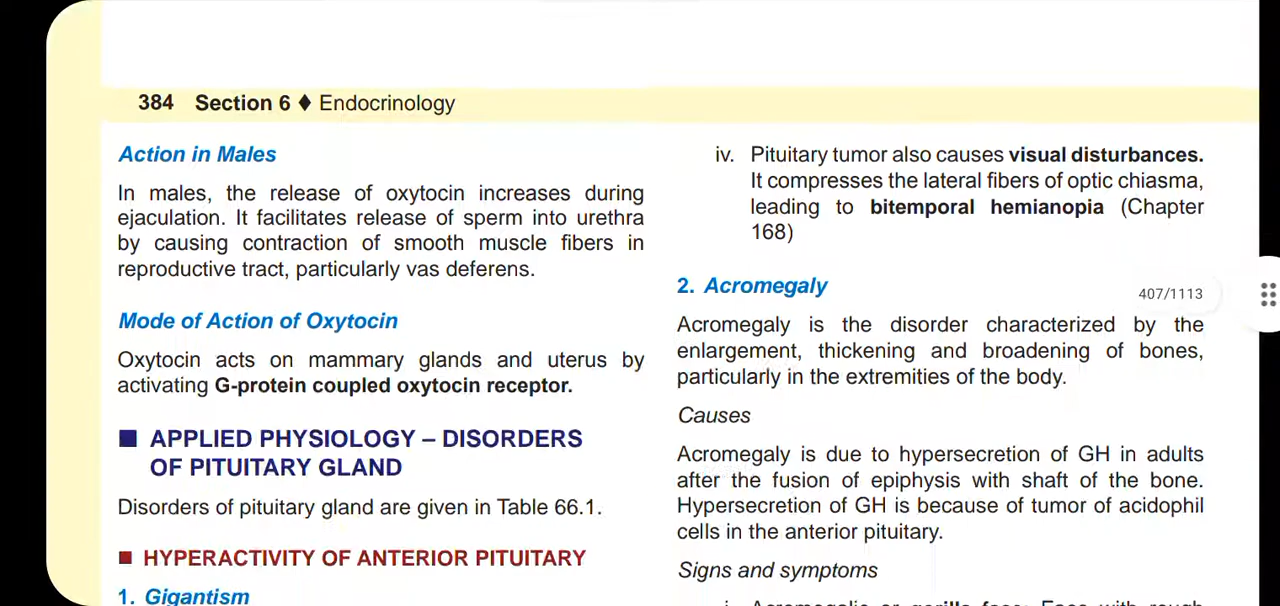 384 Section 6 ♦ Endocrinology
Action in Males
In males, the release of oxytocin increases during
ejaculation. It facilitates release of sperm into urethra
by causing contraction of smooth muscle fibers in
reproductive tract, particularly vas deferens.
Mode of Action of Oxytocin
Oxytocin acts on mammary glands and uterus by
activating G-protein coupled oxytocin receptor.
APPLIED PHYSIOLOGY – DISORDERS
OF PITUITARY GLAND
Disorders of pituitary gland are given in Table 66.1.
HYPERACTIVITY OF ANTERIOR PITUITARY
1. Gigantism
iv. Pituitary tumor also causes visual disturbances.
It compresses the lateral fibers of optic chiasma,
leading to bitemporal hemianopia (Chapter
168)
2. Acromegaly
407/1113
Acromegaly is the disorder characterized by the
enlargement, thickening and broadening of bones,
particularly in the extremities of the body.
Causes
Acromegaly is due to hypersecretion of GH in adults
after the fusion of epiphysis with shaft of the bone.
Hypersecretion of GH is because of tumor of acidophil
cells in the anterior pituitary.
Signs and symptoms
i. Acromegalic or gorilla face: Face with rough